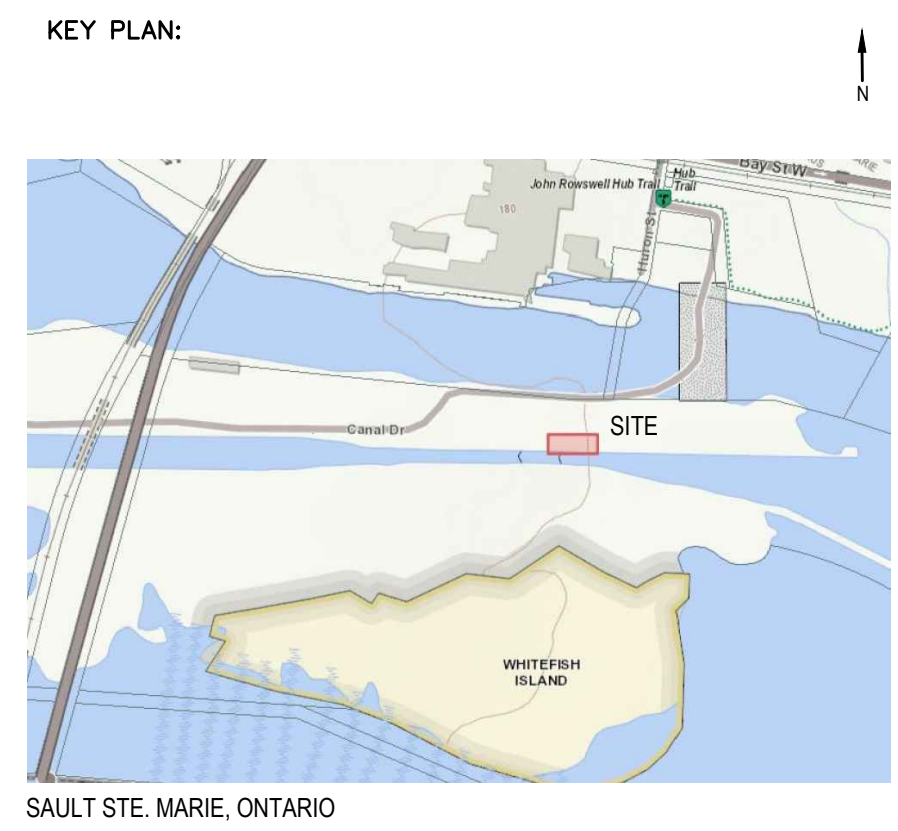 KEY PLAN:
N
Bay St W
Hub
Trail
John Rowswell Hub Trail
180
Huron St
SITE
Canal Dr
WHITEFISH
ISLAND
SAULT STE. MARIE, ONTARIO